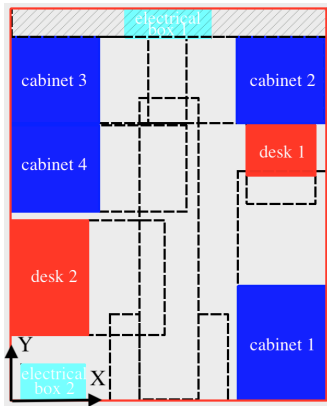 electrical
box 1
cabinet 3
cabinet 2
desk 1
cabinet 4
desk 2
cabinet 1
Y
X
electrical
box 2